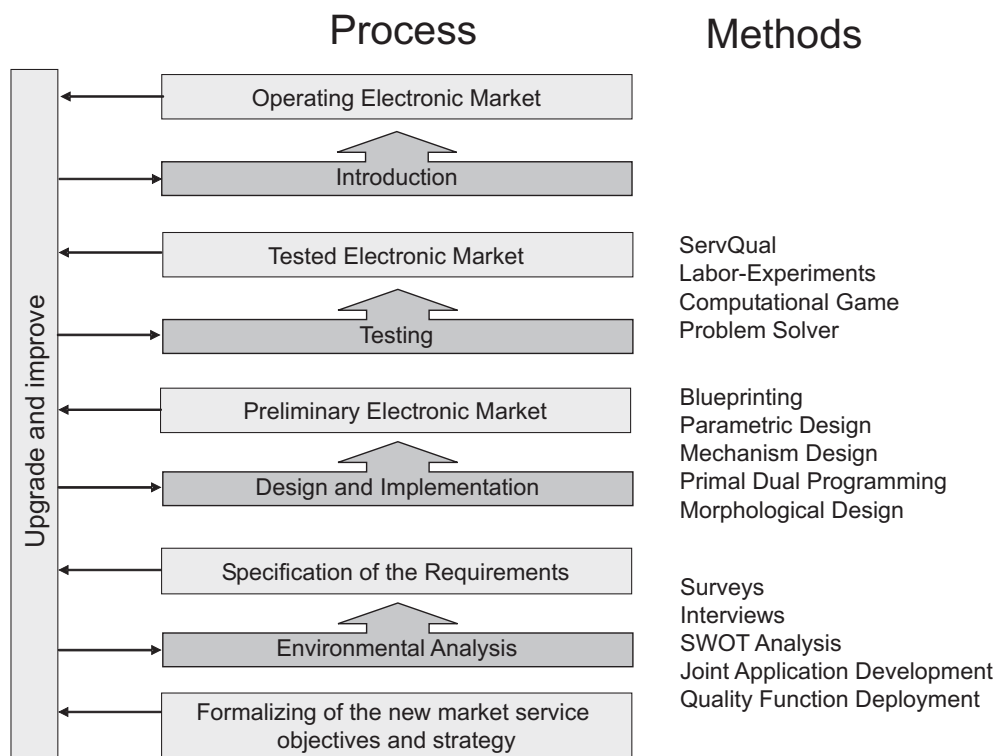 Process
Methods
Upgrade and improve
Operating Electronic Market
Introduction
Tested Electronic Market
Testing
ServQual
Labor-Experiments
Computational Game
Problem Solver
Preliminary Electronic Market
Design and Implementation
Blueprinting
Parametric Design
Mechanism Design
Primal Dual Programming
Morphological Design
Specification of the Requirements
Environmental Analysis
Formalizing of the new market service
objectives and strategy
Surveys
Interviews
SWOT Analysis
Joint Application Development
Quality Function Deployment